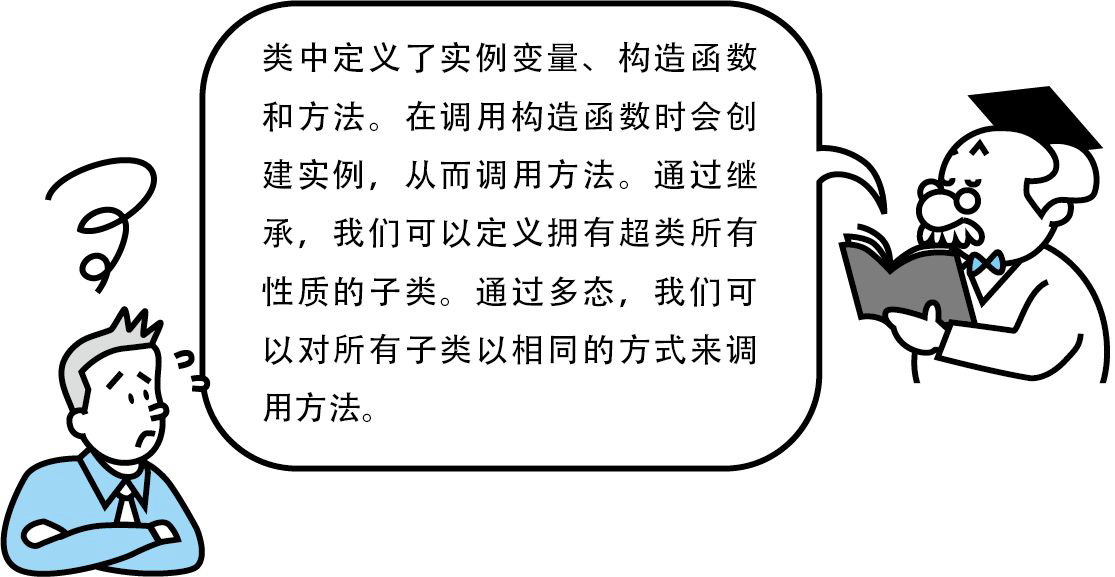 类中定义了实例变量、构造函数
和方法。在调用构造函数时会创
建实例，从而调用方法。通过继
承，我们可以定义拥有超类所有
性质的子类。通过多态，我们可
以对所有子类以相同的方式来调
用方法。